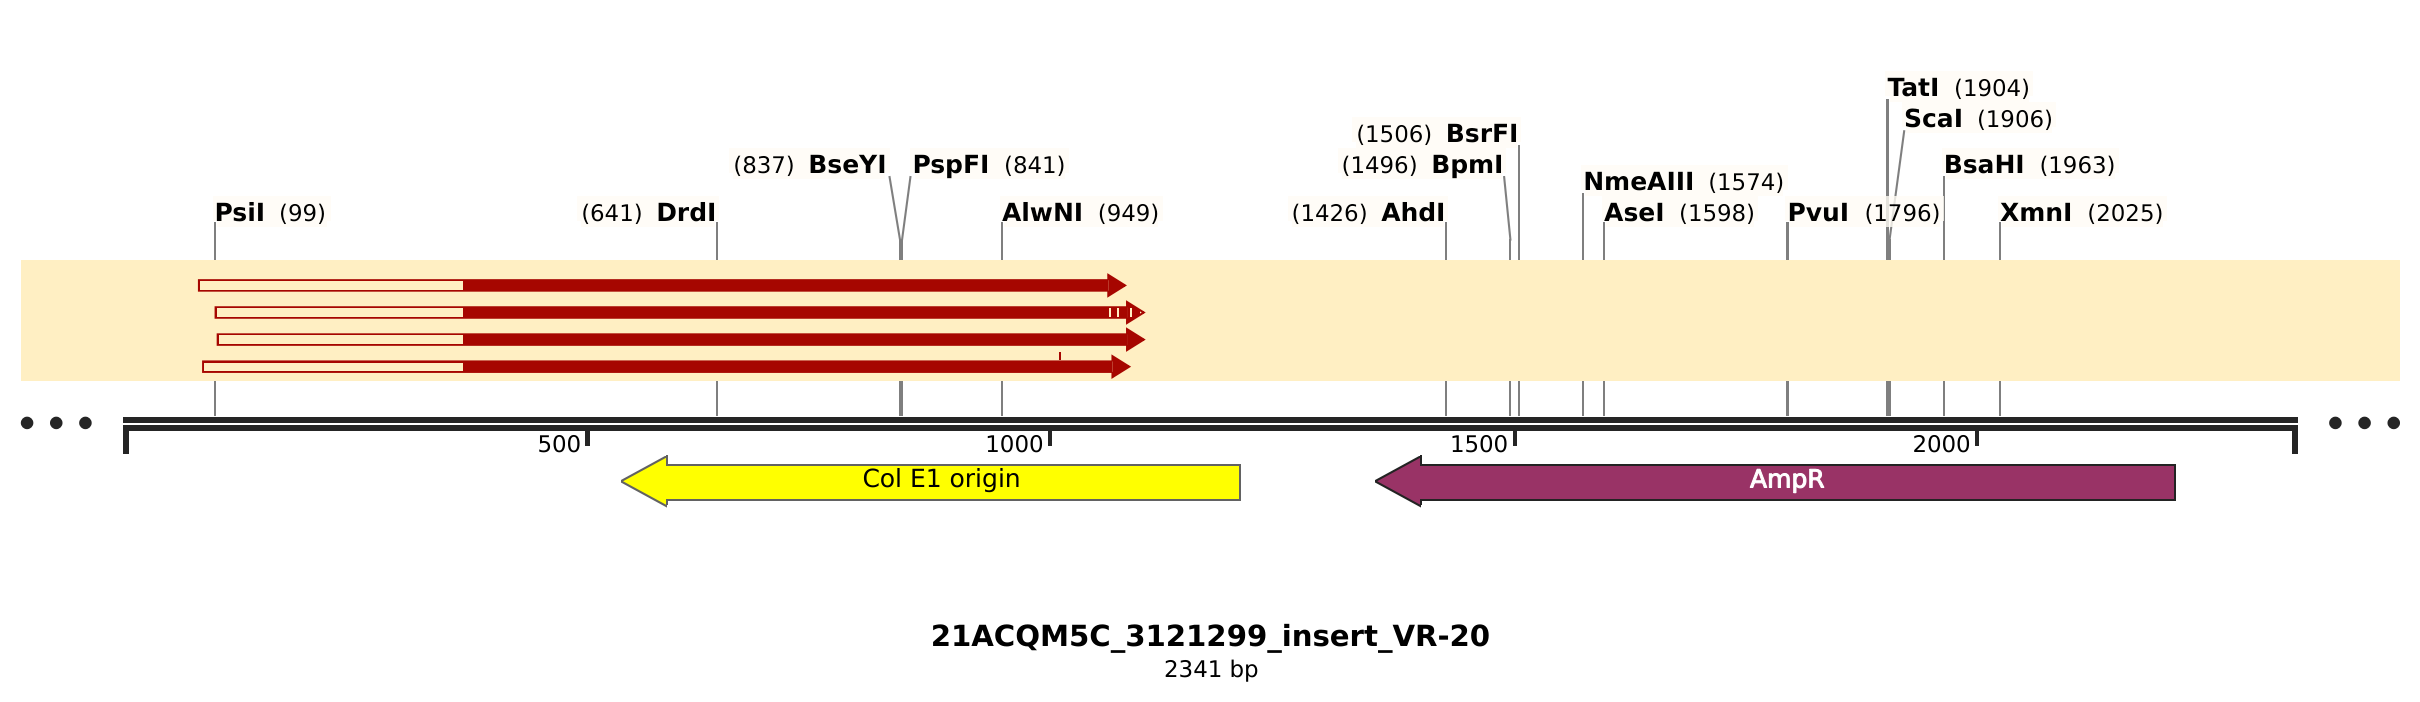 TatI (1904)
ScaI (1906)
(1506) BsrFI
(837) BseYI PspFI (841) (1496) BpmI BsaHI (1963)
NmeAIII (1574)
PsiI (99) (641) DrdI AlwNI (949) (1426) AhdI AseI (1598) PvuI (1796) XmnI (2025)
500 1000 1500 2000
Col E1 origin AmpR
21ACQM5C_3121299_insert_VR-20
2341 bp